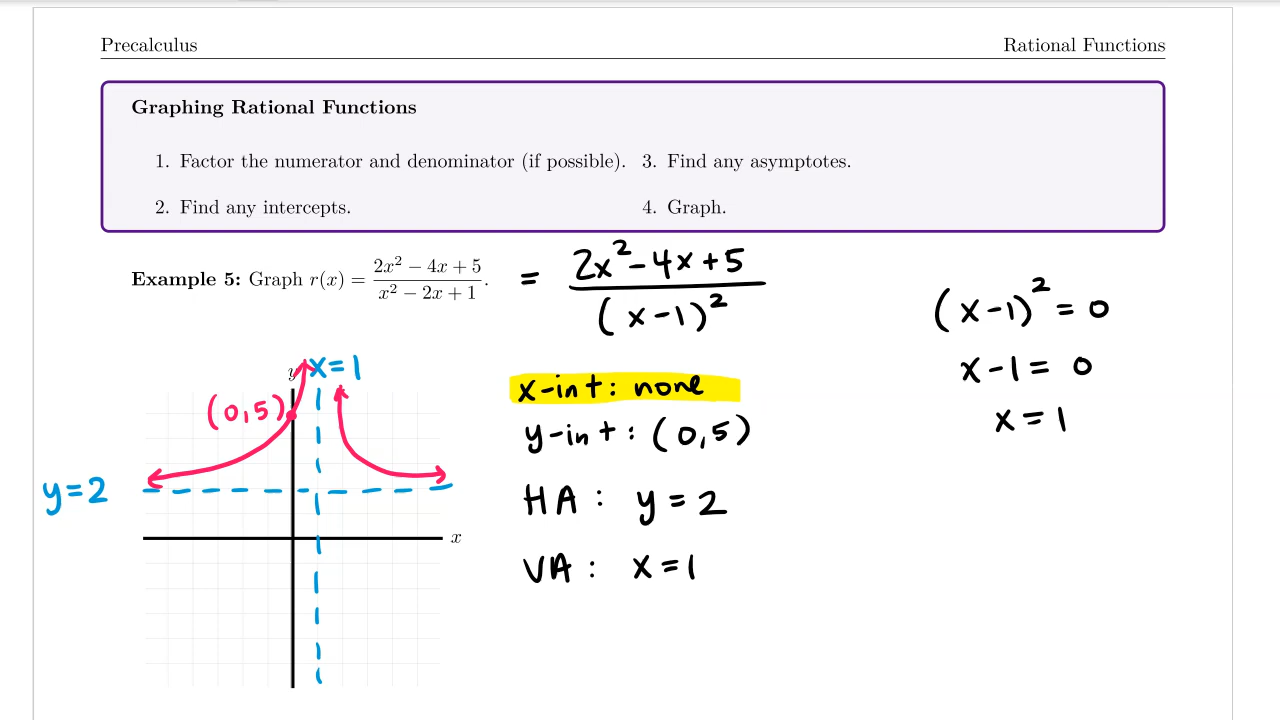 Precalculus Rational Functions
Graphing Rational Functions
1. Factor the numerator and denominator (if possible).
2. Find any intercepts.
3. Find any asymptotes.
4. Graph.
Example 5: Graph r(x) = (2x² − 4x + 5)/(x² − 2x + 1). = (2x² − 4x + 5)/(x − 1)²
x-int: none
y-int: (0,5)
HA: y = 2
VA: x = 1
(x − 1)² = 0
x − 1 = 0
x = 1
y
x=1
(0,5)
y=2
x